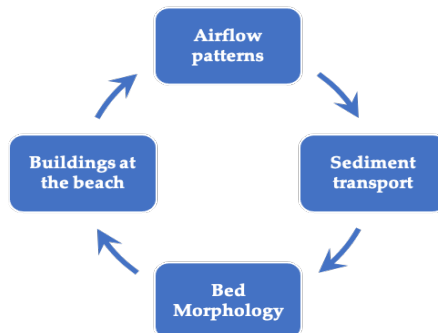 Airflow
patterns
Sediment
transport
Bed
Morphology
Buildings at
the beach